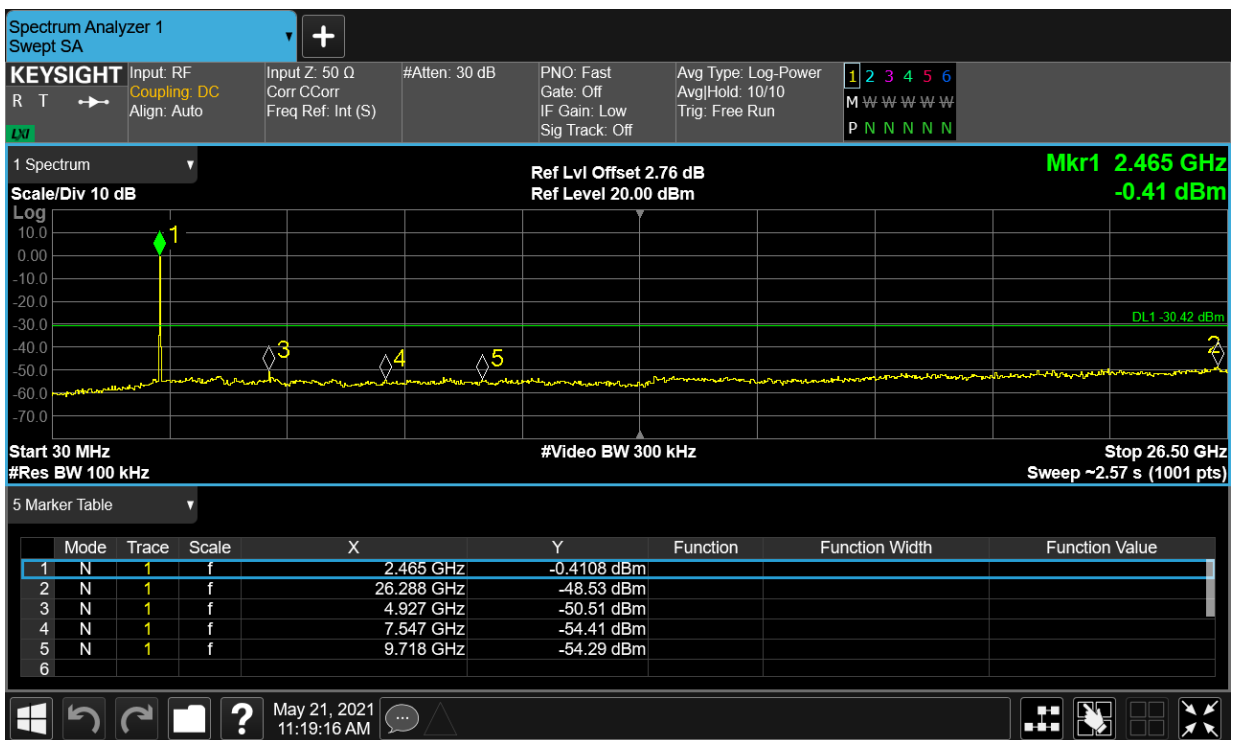 Spectrum Analyzer 1
Swept SA
KEYSIGHT
R T
LXI
Input: RF
Coupling: DC
Align: Auto
Input Z: 50 Ω
Corr CCorr
Freq Ref: Int (S)
#Atten: 30 dB
PNO: Fast
Gate: Off
IF Gain: Low
Sig Track: Off
Avg Type: Log-Power
Avg|Hold: 10/10
Trig: Free Run
1 2 3 4 5 6
M W W W W W
P N N N N N
1 Spectrum
Scale/Div 10 dB
Ref Lvl Offset 2.76 dB
Ref Level 20.00 dBm
Mkr1 2.465 GHz
-0.41 dBm
Log
10.0
0.00
-10.0
-20.0
-30.0
-40.0
-50.0
-60.0
-70.0
1
DL1 -30.42 dBm
2
3
4
5
Start 30 MHz
#Res BW 100 kHz
#Video BW 300 kHz
Stop 26.50 GHz
Sweep ~2.57 s (1001 pts)
5 Marker Table
Mode Trace Scale X Y Function Function Width Function Value
1 N 1 f 2.465 GHz -0.4108 dBm
2 N 1 f 26.288 GHz -48.53 dBm
3 N 1 f 4.927 GHz -50.51 dBm
4 N 1 f 7.547 GHz -54.41 dBm
5 N 1 f 9.718 GHz -54.29 dBm
6
?
May 21, 2021
11:19:16 AM